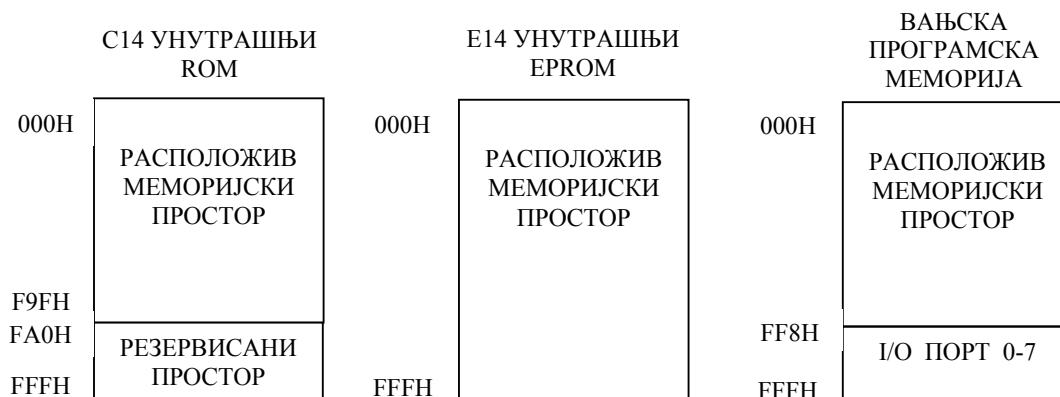 C14 УНУТРАШЊИ
ROM
000H
РАСПОЛОЖИВ
МЕМОРИЈСКИ
ПРОСТОР
F9FH
FA0H
РЕЗЕРВИСАНИ
ПРОСТОР
FFFH
E14 УНУТРАШЊИ
EPROM
000H
РАСПОЛОЖИВ
МЕМОРИЈСКИ
ПРОСТОР
FFFH
ВАЊСКА
ПРОГРАМСКА
МЕМОРИЈА
000H
РАСПОЛОЖИВ
МЕМОРИЈСКИ
ПРОСТОР
FF8H
I/O ПОРТ 0-7
FFFH